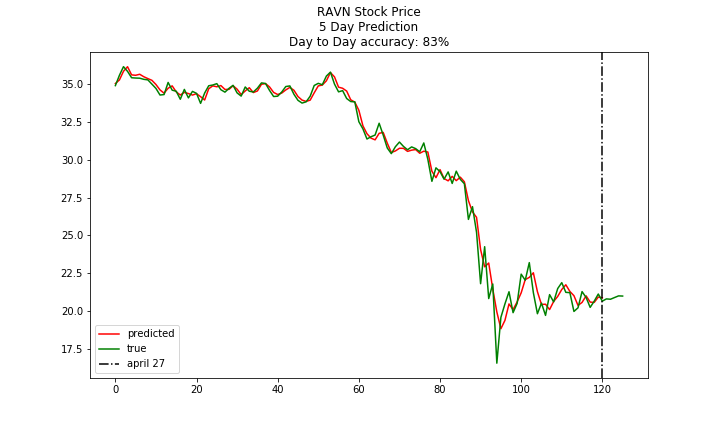 RAVN Stock Price
5 Day Prediction
Day to Day accuracy: 83%
35.0
32.5
30.0
27.5
25.0
22.5
20.0
17.5
predicted
true
april 27
0
20
40
60
80
100
120